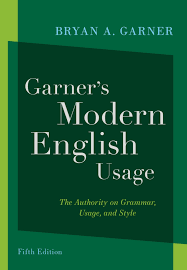 BRYAN A. GARNER
Garner's
Modern
English
Usage
The Authority on Grammar,
Usage, and Style
Fifth Edition